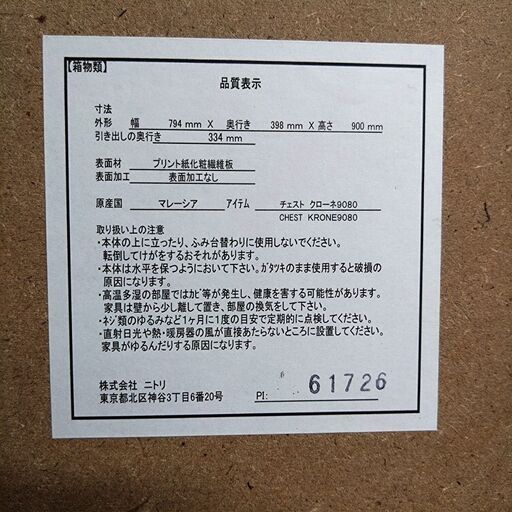 【箱物類】
品質表示
寸法
外形 幅 794 mm X 奥行き 398 mm X 高さ 900 mm
引き出しの奥行き 334 mm
表面材 プリント紙化粧繊維板
表面加工 表面加工なし
原産国 マレーシア アイテム チェスト クローネ9080
CHEST KRONE9080
取り扱い上の注意
・本体の上に立ったり、ふみ台替わりに使用しないでください。
転倒してけがをするおそれがあります。
・本体は水平を保つようにおいて下さい。ガタツキのまま使用すると破損の
原因になります。
・高温多湿の部屋ではカビ等が発生し、健康を害する可能性があります。
家具は壁から少し離して置き、部屋の換気をして下さい。
・ネジ類のゆるみなど1ヶ月に1度の目安で定期的に点検してください。
・直射日光や熱・暖房器の風が直接あたらないところに設置してください。
家具がゆるんだりする原因になります。
株式会社 ニトリ
東京都北区神谷3丁目6番20号 PI: 61726